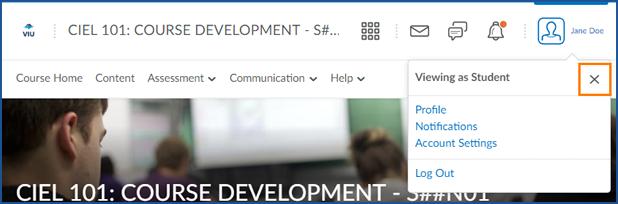 VIU
CIEL 101: COURSE DEVELOPMENT - S#...
Jane Doe
Course Home Content Assessment Communication Help
Viewing as Student
Profile
Notifications
Account Settings
Log Out
CIEL 101: COURSE DEVELOPMENT - S##N01